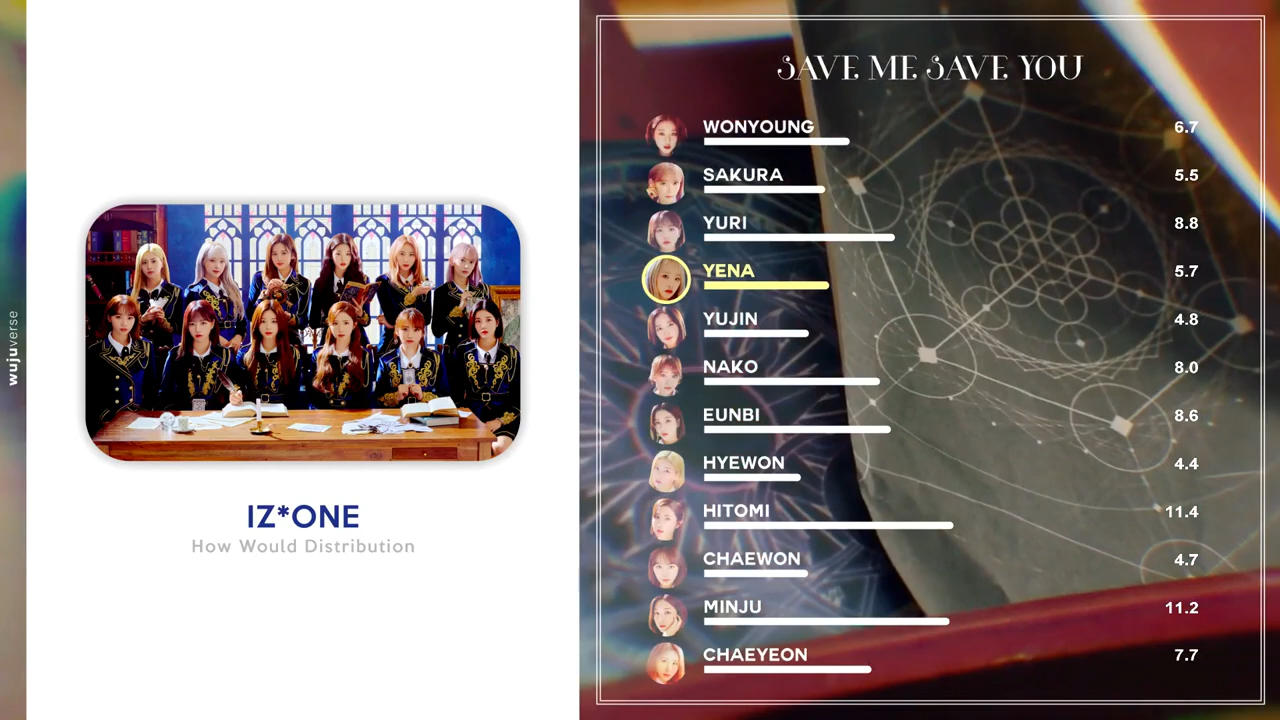 wujuverse
IZ*ONE
How Would Distribution
SAVE ME SAVE YOU
WONYOUNG 6.7
SAKURA 5.5
YURI 8.8
YENA 5.7
YUJIN 4.8
NAKO 8.0
EUNBI 8.6
HYEWON 4.4
HITOMI 11.4
CHAEWON 4.7
MINJU 11.2
CHAEYEON 7.7